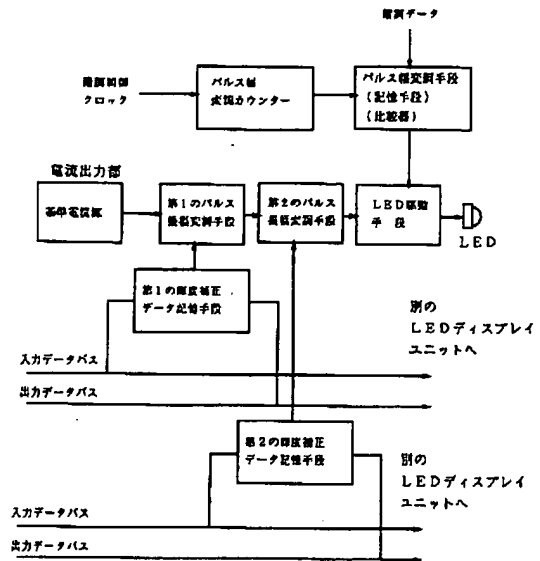 階調データ
階調制御
クロック
パルス幅
変調カウンター
パルス幅変調手段
(記憶手段)
(比較器)
電流出力部
基準電流源
第1のパルス
振幅変調手段
第2のパルス
振幅変調手段
LED駆動
手 段
LED
第1の輝度補正
データ記憶手段
別の
LEDディスプレイ
ユニットへ
入力データバス
出力データバス
第2の輝度補正
データ記憶手段
別の
LEDディスプレイ
ユニットへ
入力データバス
出力データバス